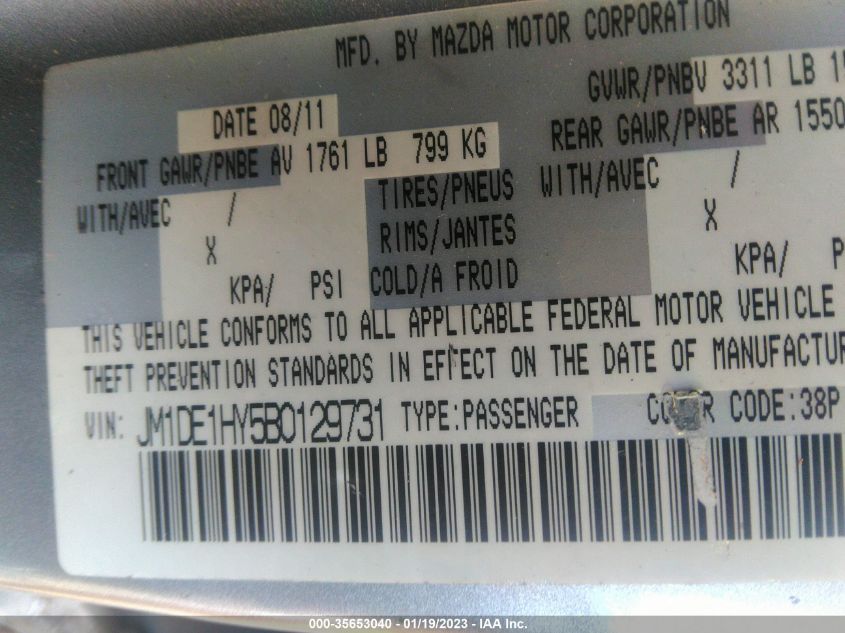 MFD. BY MAZDA MOTOR CORPORATION
DATE 08/11 GVWR/PNBV 3311 LB
FRONT GAWR/PNBE AV 1761 LB 799 KG REAR GAWR/PNBE AR 1550
WITH/AVEC / TIRES/PNEUS WITH/AVEC /
X RIMS/JANTES X
KPA/ PSI COLD/A FROID KPA/ P
THIS VEHICLE CONFORMS TO ALL APPLICABLE FEDERAL MOTOR VEHICLE
THEFT PREVENTION STANDARDS IN EFFECT ON THE DATE OF MANUFACTUR
VIN: JM1DE1HY5B0129731 TYPE:PASSENGER COLOR CODE:38P
000-35653040 - 01/19/2023 - IAA Inc.